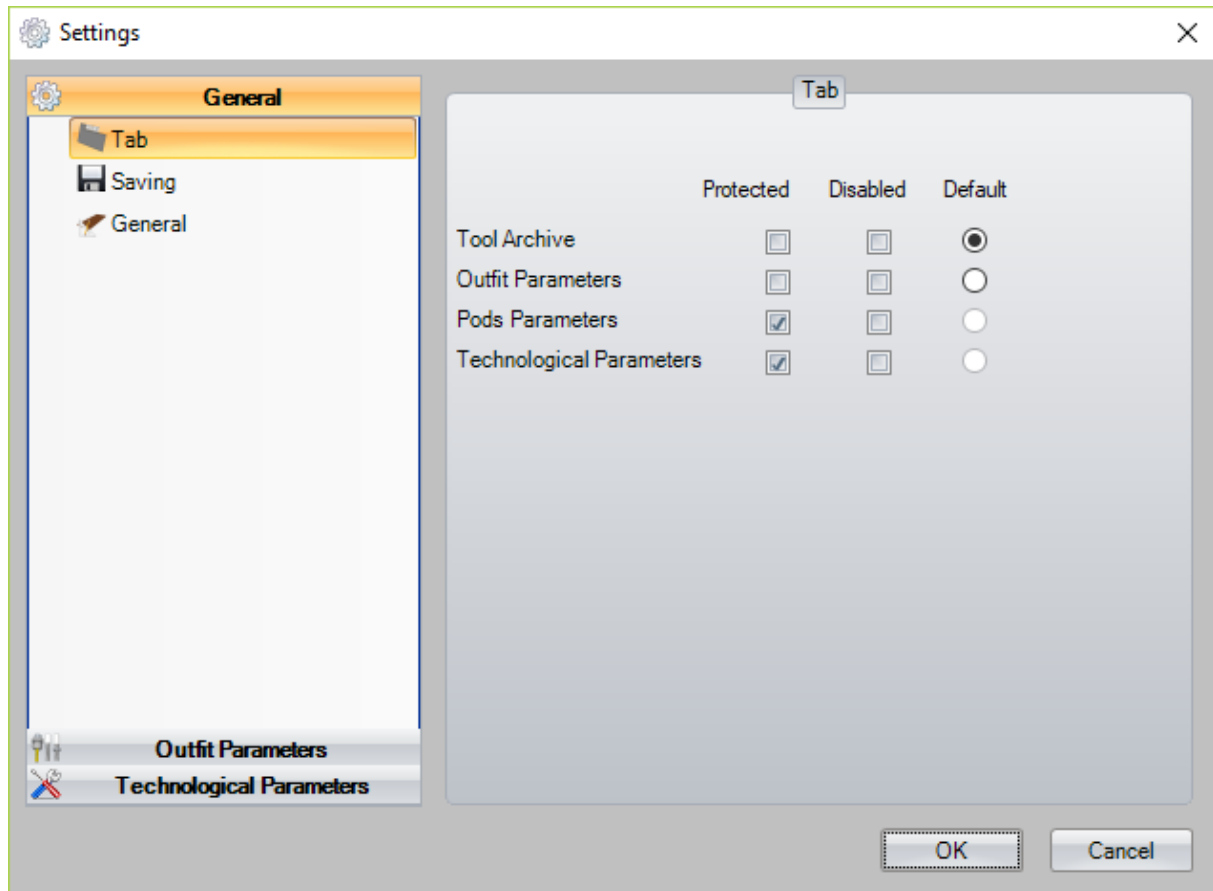 Settings
General
Tab
Saving
General
Outfit Parameters
Technological Parameters
Tab
Protected Disabled Default
Tool Archive
Outfit Parameters
Pods Parameters
Technological Parameters
OK Cancel